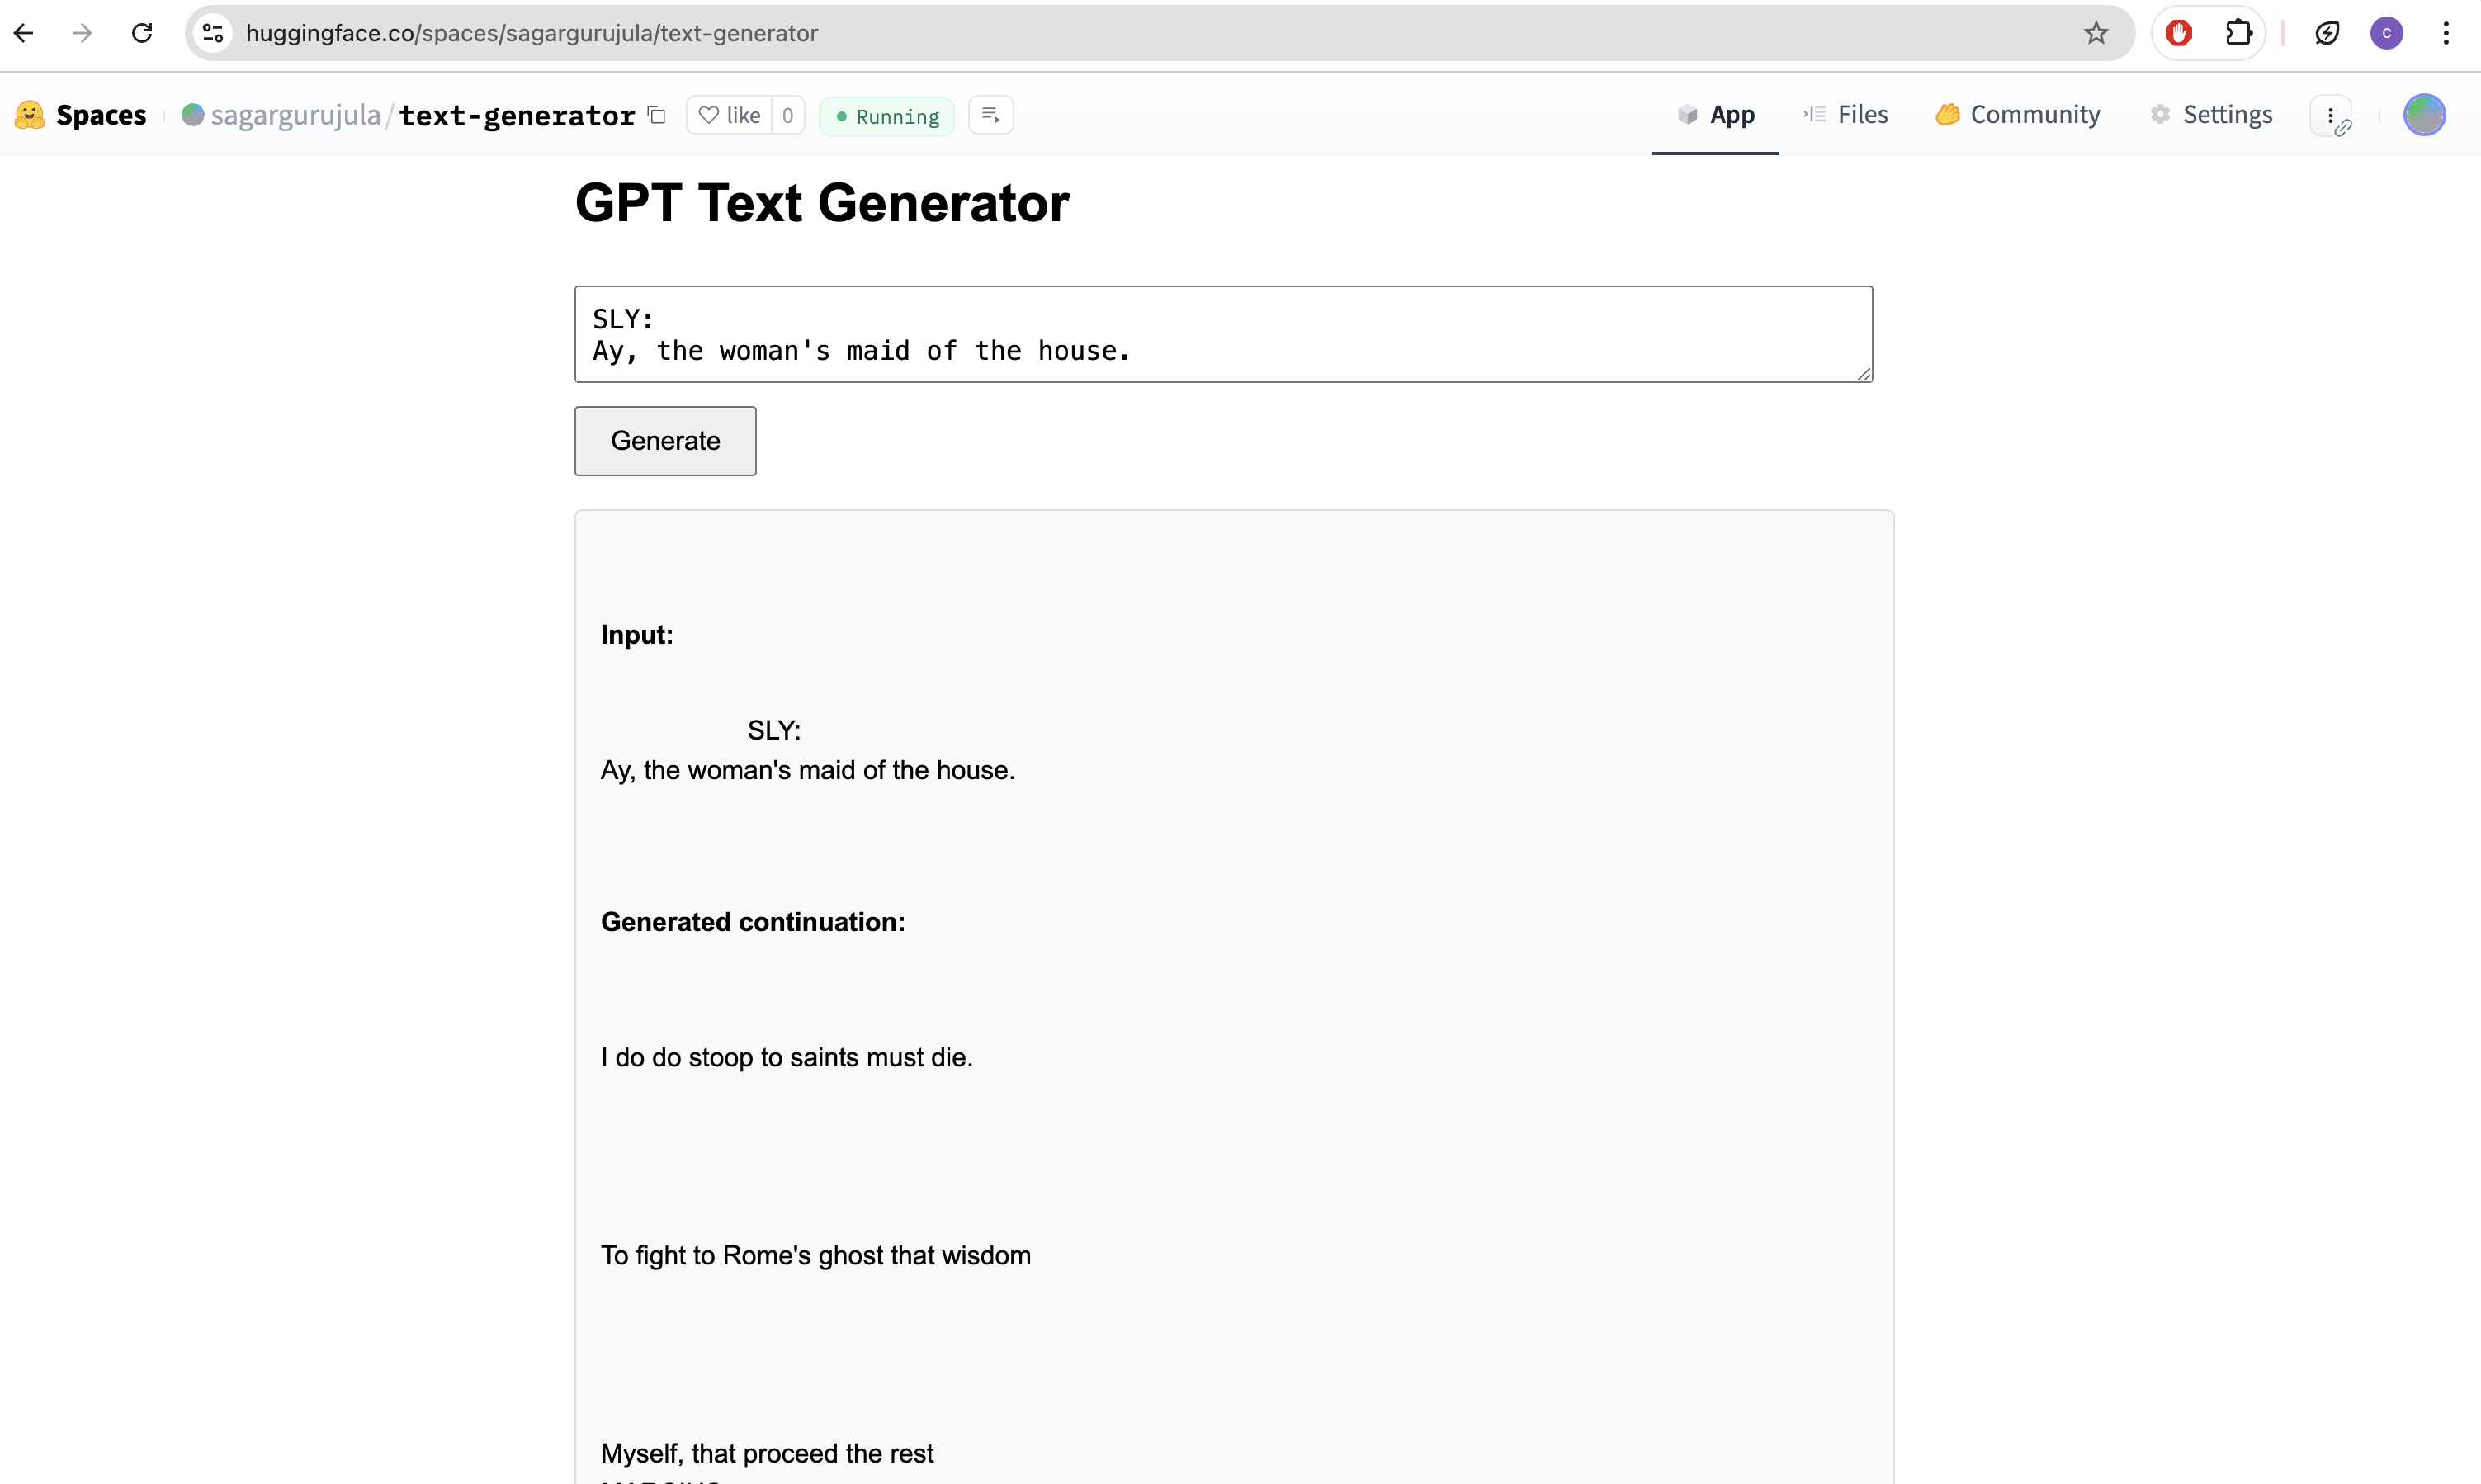 huggingface.co/spaces/sagargurujula/text-generator
C
Spaces sagargurujula/text-generator like 0 Running App Files Community Settings
GPT Text Generator
SLY:
Ay, the woman's maid of the house.
Generate
Input:
SLY:
Ay, the woman's maid of the house.
Generated continuation:
I do do stoop to saints must die.
To fight to Rome's ghost that wisdom
Myself, that proceed the rest